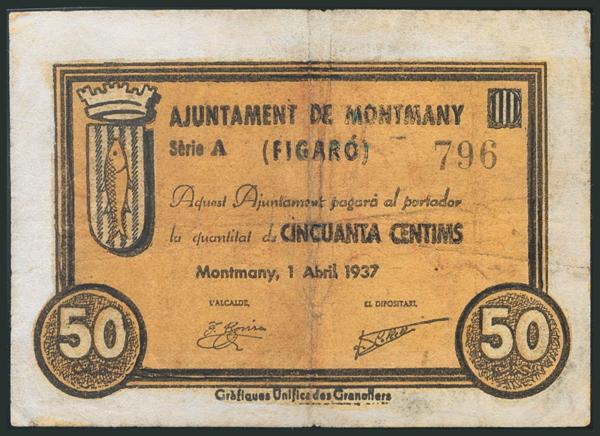 AJUNTAMENT DE MONTMANY
Sèrie A (FIGARÓ) 796
Aquest Ajuntament pagarà al portador
la quantitat de CINCUANTA CENTIMS
Montmany, 1 Abril 1937
L'ALCALDE, EL DIPOSITARI,
50 50
Gràfiques Unifica des Granollers